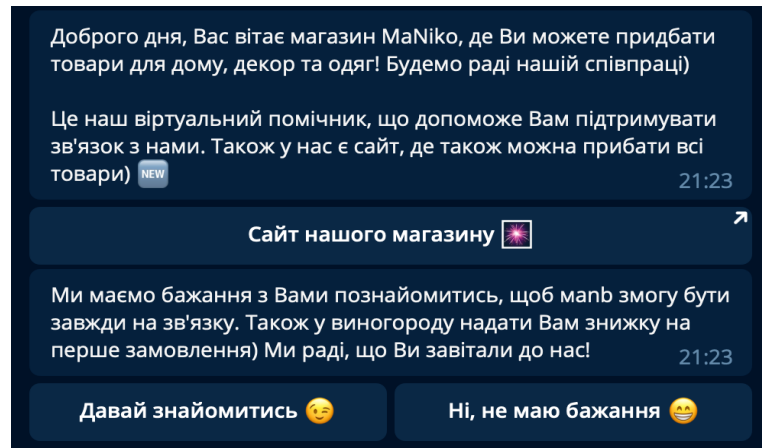 Доброго дня, Вас вітає магазин MaNiko, де Ви можете придбати
товари для дому, декор та одяг! Будемо раді нашій співпраці)
Це наш віртуальний помічник, що допоможе Вам підтримувати
зв'язок з нами. Також у нас є сайт, де також можна прибати всі
товари) NEW
21:23
Сайт нашого магазину
Ми маємо бажання з Вами познайомитись, щоб маnb змогу бути
завжди на зв'язку. Також у виногороду надати Вам знижку на
перше замовлення) Ми раді, що Ви завітали до нас!
21:23
Давай знайомитись 😉
Ні, не маю бажання 😁